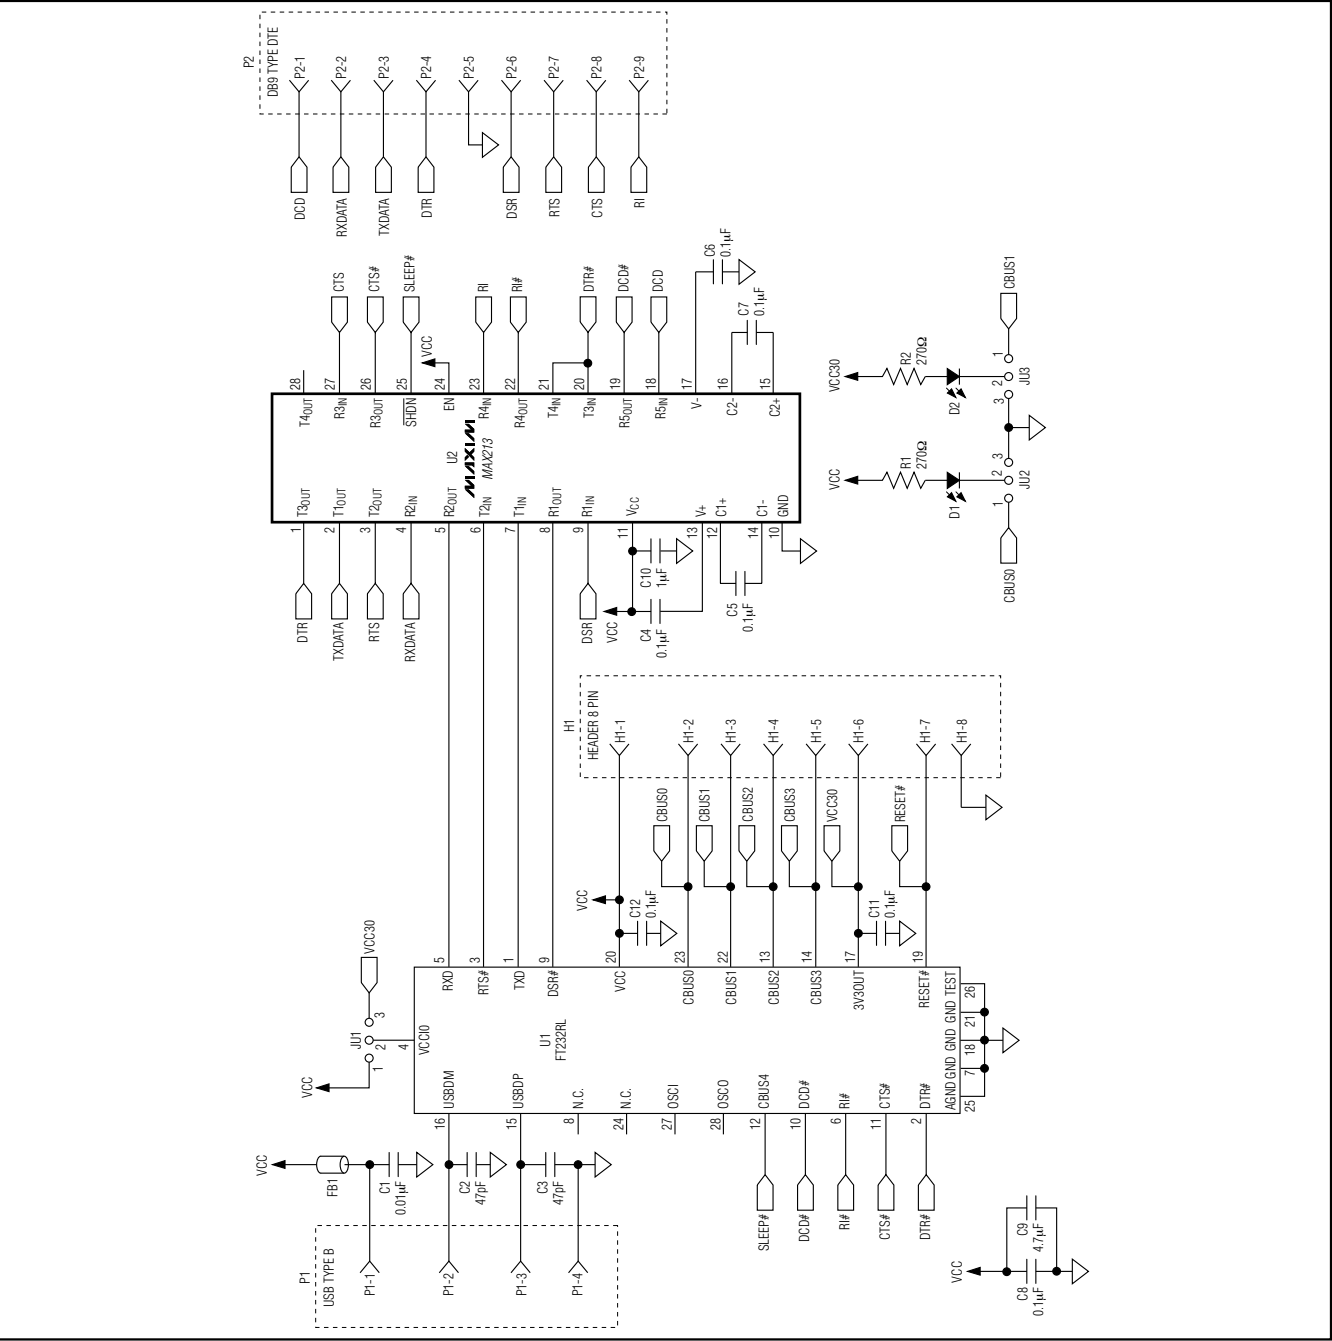 P2
DB9 TYPE DTE
P2-1
P2-2
P2-3
P2-4
P2-5
P2-6
P2-7
P2-8
P2-9
DCD
RXDATA
TXDATA
DTR
DSR
RTS
CTS
RI
CTS
CTS#
SLEEP#
VCC
RI
RI#
DTR#
DCD#
DCD
C6
0.1µF
C7
0.1µF
28
27
26
25
24
23
22
21
20
19
18
17
16
15
T4OUT
R3IN
R3OUT
SHDN
EN
R4IN
R4OUT
T4IN
T3IN
R5OUT
R5IN
V-
C2-
C2+
U2
MAXIM
MAX213
T3OUT
T1OUT
T2OUT
R2IN
R2OUT
T2IN
T1IN
R1OUT
R1IN
VCC
V+
C1+
C1-
GND
1
2
3
4
5
6
7
8
9
11
13
12
14
10
DTR
TXDATA
RTS
RXDATA
DSR
VCC
C10
1µF
C4
0.1µF
C5
0.1µF
VCC30
R2
270Ω
D2
CBUS1
1
2
3
JU3
VCC
R1
270Ω
D1
3
2
1
JU2
CBUS0
H1
HEADER 8 PIN
H1-1
H1-2
H1-3
H1-4
H1-5
H1-6
H1-7
H1-8
CBUS0
CBUS1
CBUS2
CBUS3
VCC30
RESET#
VCC
C12
0.1µF
C11
0.1µF
VCC30
3
2
1
JU1
VCC
4
VCCIO
5
3
1
9
20
23
22
13
14
17
19
RXD
RTS#
TXD
DSR#
VCC
CBUS0
CBUS1
CBUS2
CBUS3
3V3OUT
RESET#
U1
FT232RL
TEST
GND
GND
GND
AGND
26
21
18
7
25
USBDM
USBDP
N.C.
N.C.
OSCI
OSCO
CBUS4
DCD#
RI#
CTS#
DTR#
16
15
8
24
27
28
12
10
6
11
2
VCC
FB1
C1
0.01µF
C2
47pF
C3
47pF
SLEEP#
DCD#
RI#
CTS#
DTR#
P1
USB TYPE B
P1-1
P1-2
P1-3
P1-4
VCC
C9
4.7µF
C8
0.1µF